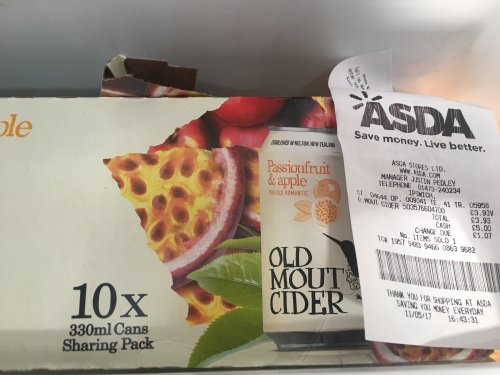 ple
ESTABLISHED IN NELSON, NEW ZEALAND
Passionfruit
& apple
OLD
MOUT
CIDER
10x
330ml Cans
Sharing Pack
ASDA
Save money. Live better.
ASDA STORES LTD.
WWW.ASDA.COM
MANAGER JUSTIN PEDLEY
TELEPHONE 01473-240334
IPSWICH
ST. 04644 OP. 009041 TE. 41 TR. 05958
O.MOUT CIDER 503576604700 £3.93V
TOTAL £3.93
CASH £5.00
CHANGE DUE £1.07
No. ITEMS SOLD 1
TC# 1957 9483 9466 0863 9682
THANK YOU FOR SHOPPING AT ASDA
SAVING YOU MONEY EVERYDAY
11/05/17 16:43:31